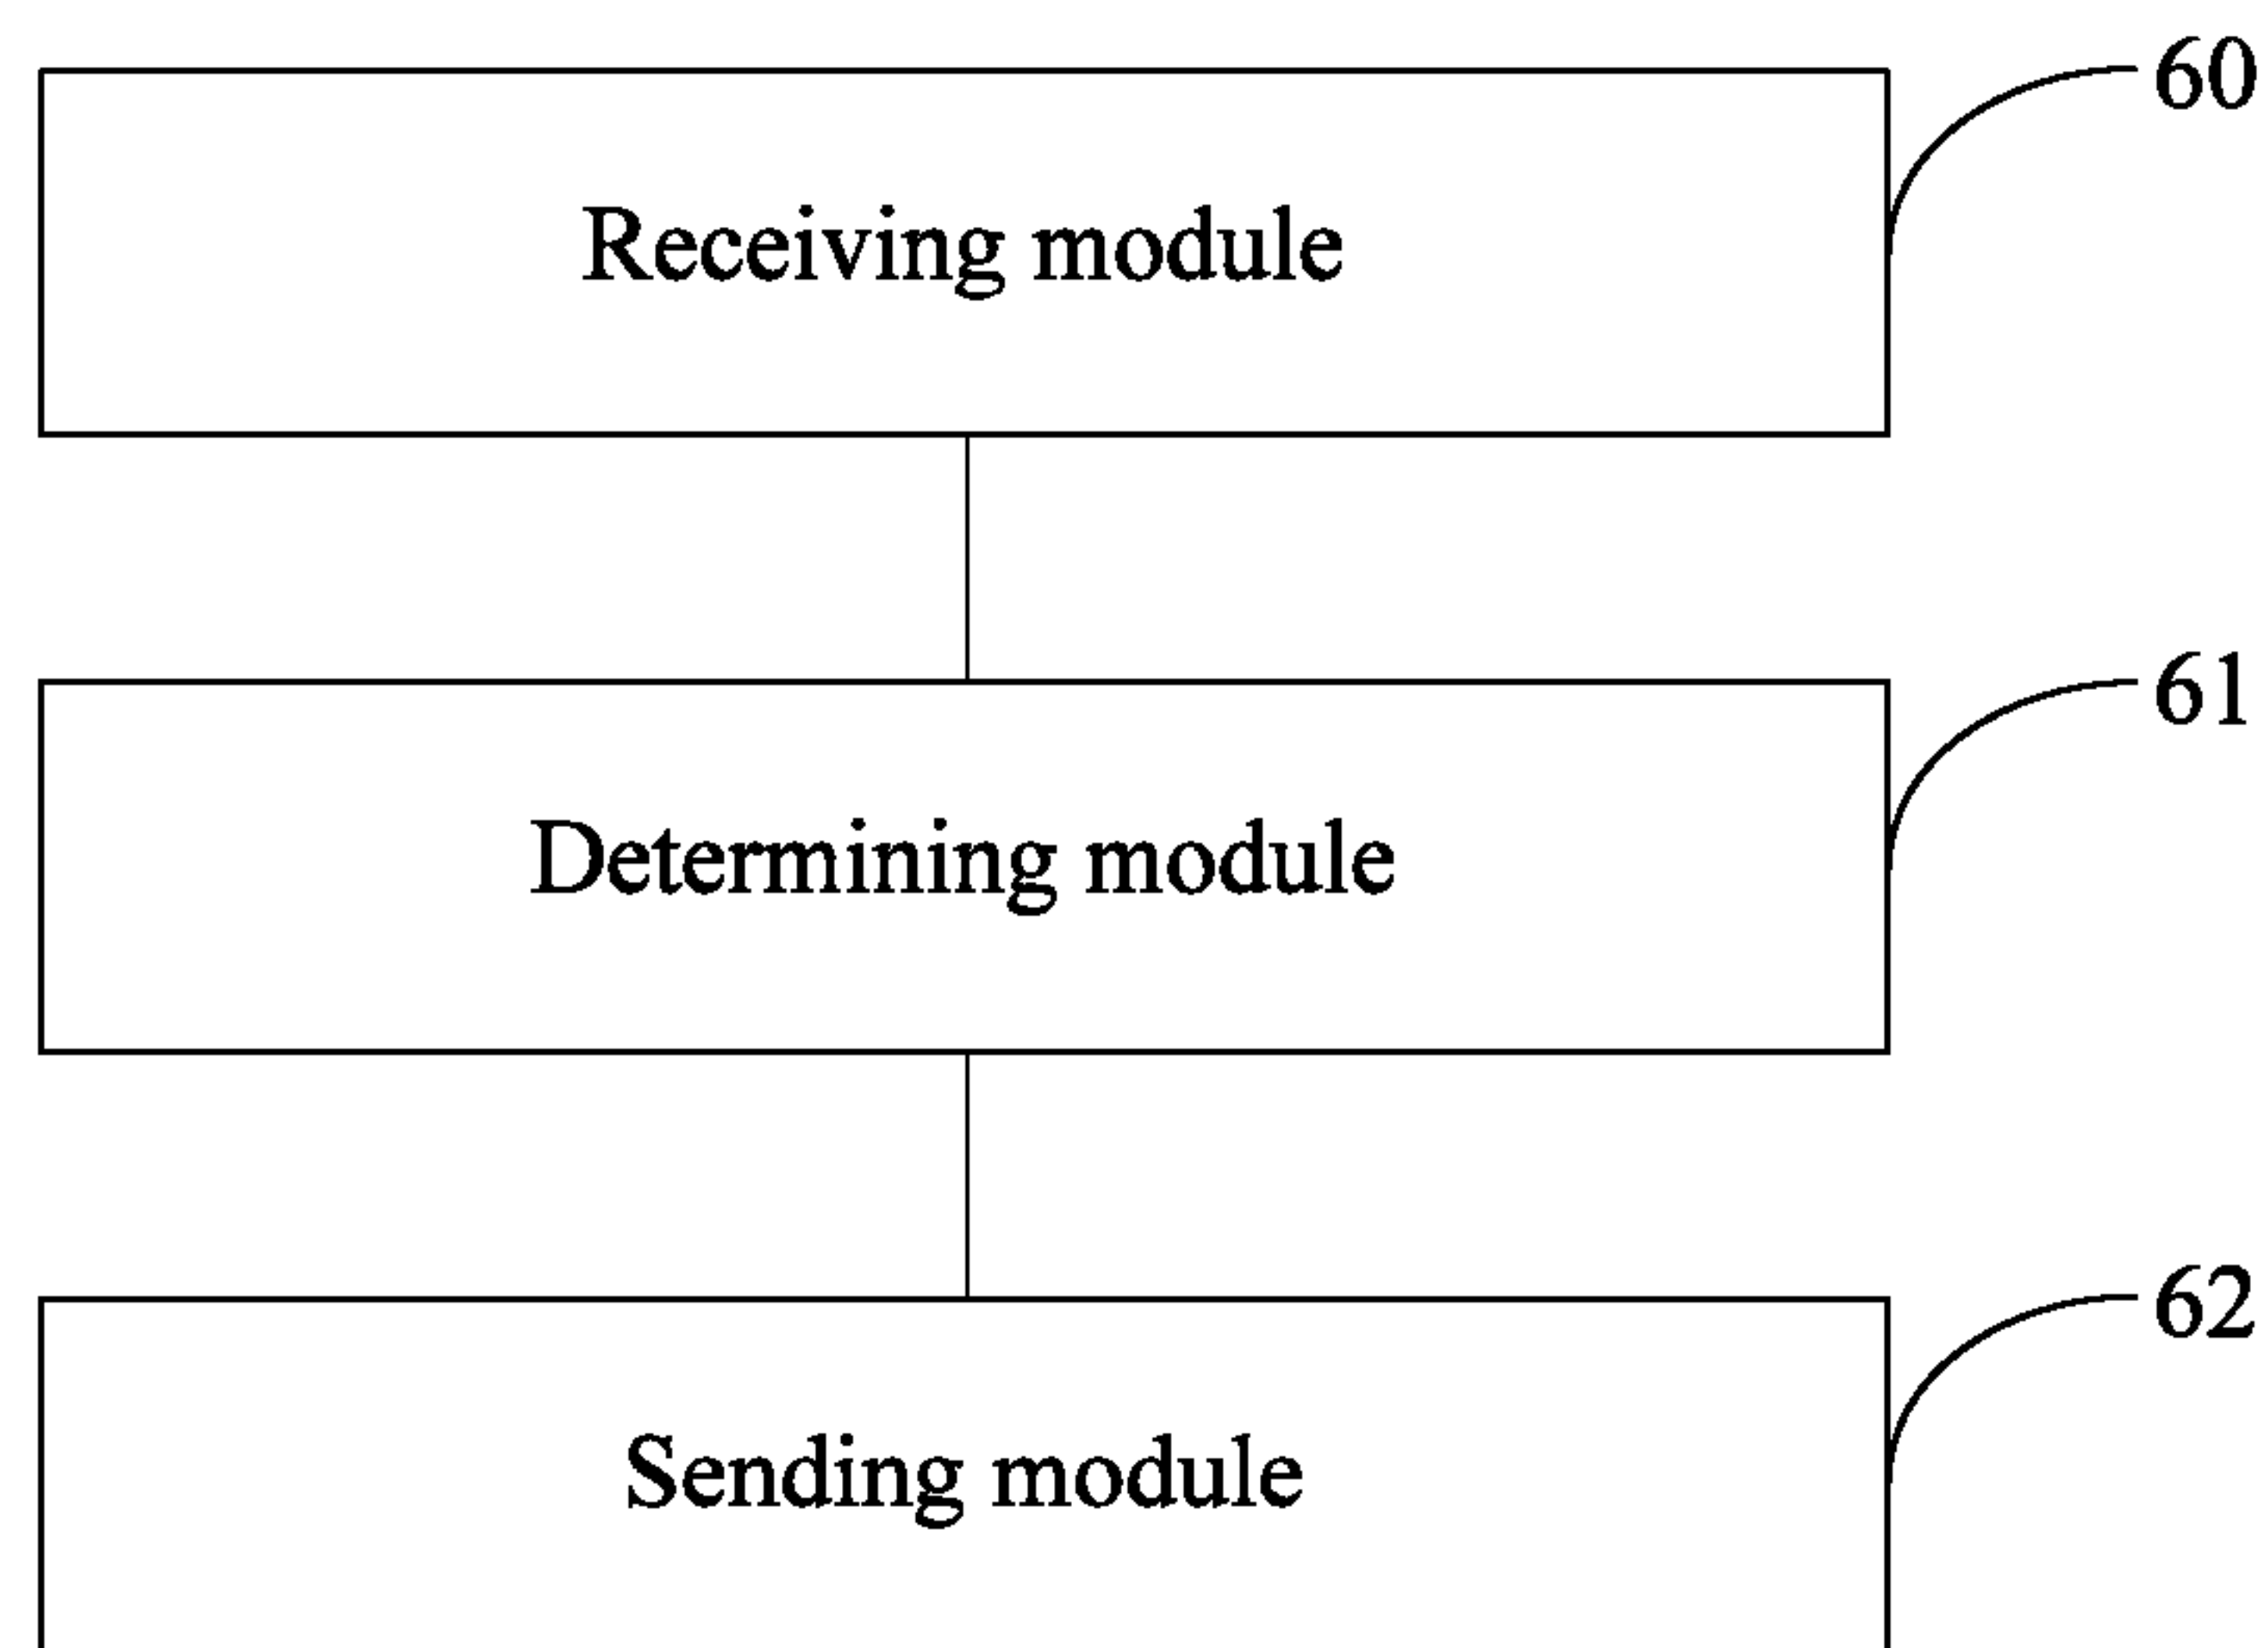 60
Receiving module
61
Determining module
62
Sending module